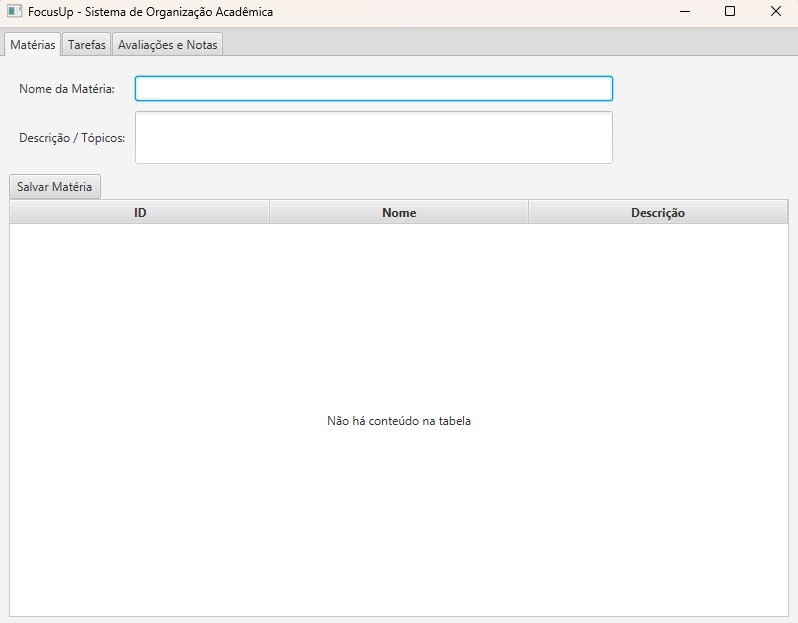 FocusUp - Sistema de Organização Acadêmica
Matérias Tarefas Avaliações e Notas
Nome da Matéria:
Descrição / Tópicos:
Salvar Matéria
ID Nome Descrição
Não há conteúdo na tabela